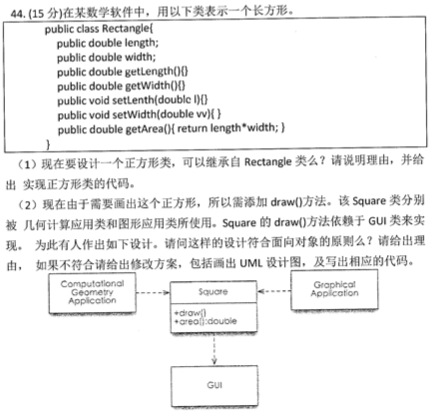 44. (15 分)在某数学软件中，用以下类表示一个长方形。
public class Rectangle{
public double length;
public double width;
public double getLength(){}
public double getWidth(){}
public void setLenth(double l){}
public void setWidth(double vv){ }
public double getArea(){ return length*width; }
}
（1）现在要设计一个正方形类，可以继承自 Rectangle 类么？请说明理由，并给
出 实现正方形类的代码。
（2）现在由于需要画出这个正方形，所以需添加 draw()方法。该 Square 类分别
被 几何计算应用类和图形应用类所使用。Square 的 draw()方法依赖于 GUI 类来实
现。 为此有人作出如下设计。请问这样的设计符合面向对象的原则么？请给出理
由， 如果不符合请给出修改方案，包括画出 UML 设计图，及写出相应的代码。
Computational
Geometry
Application
Square
+draw()
+area():double
Graphical
Application
GUI